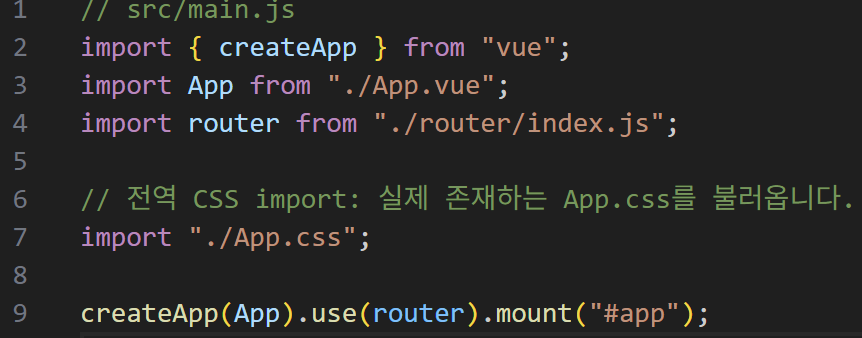 1 // src/main.js
2 import { createApp } from "vue";
3 import App from "./App.vue";
4 import router from "./router/index.js";
5
6 // 전역 CSS import: 실제 존재하는 App.css를 불러옵니다.
7 import "./App.css";
8
9 createApp(App).use(router).mount("#app");